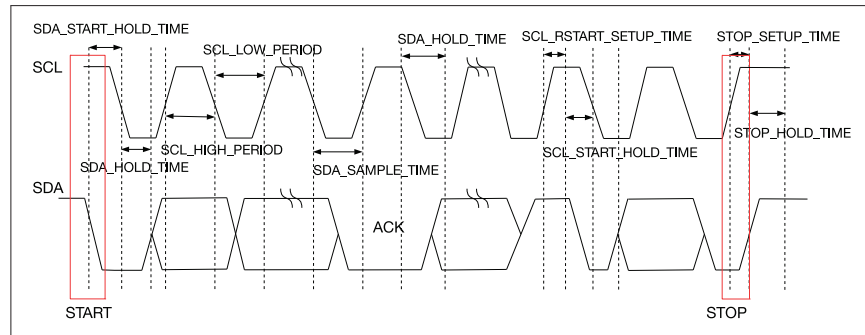 SDA_START_HOLD_TIME
SCL_LOW_PERIOD
SDA_HOLD_TIME
SCL_RSTART_SETUP_TIME
STOP_SETUP_TIME
SCL
STOP_HOLD_TIME
SCL_HIGH_PERIOD
SCL_START_HOLD_TIME
SDA_HOLD_TIME
SDA_SAMPLE_TIME
SDA
ACK
START
STOP